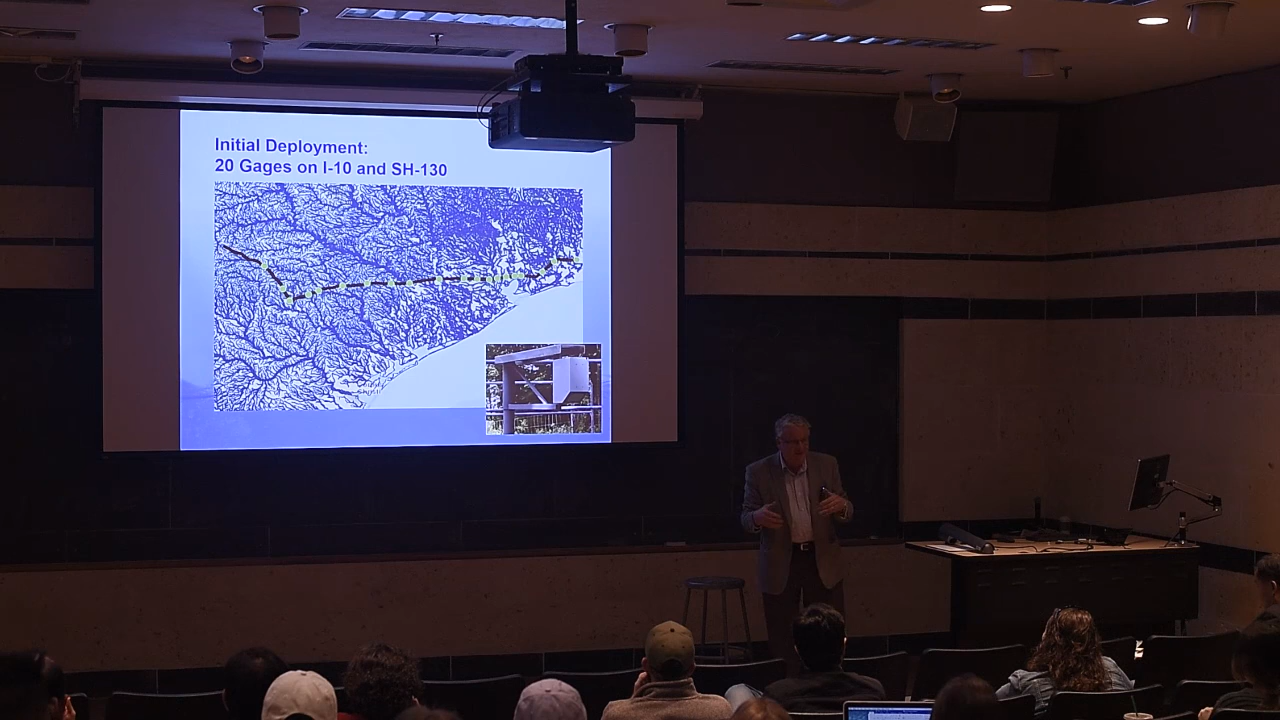 Initial Deployment:
20 Gages on I-10 and SH-130